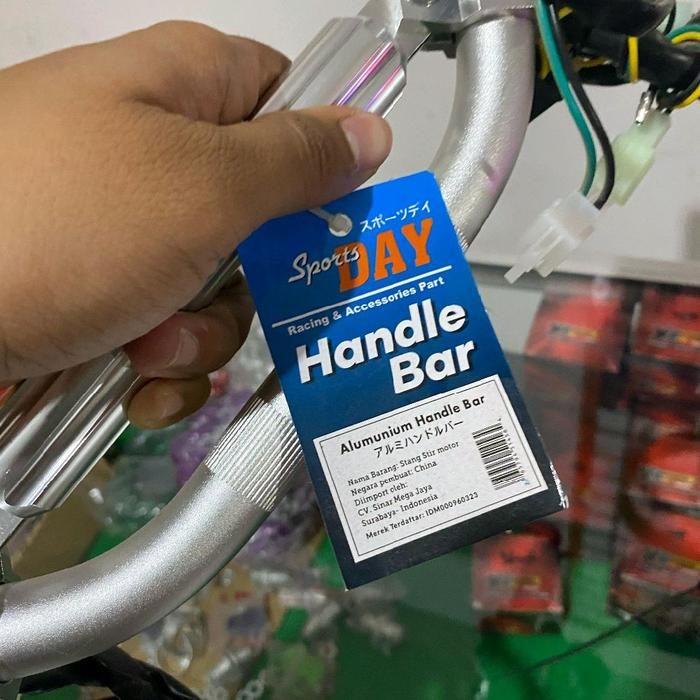 スポーツデイ
Sports DAY
Racing & Accessories Part
Handle
Bar
Alumunium Handle Bar
アルミハンドルバー
Nama Barang: Stang Stir motor
Negara pembuat: China
Diimport oleh:
CV. Sinar Mega Jaya
Surabaya- Indonesia
Merek Terdaftar: IDM000960323